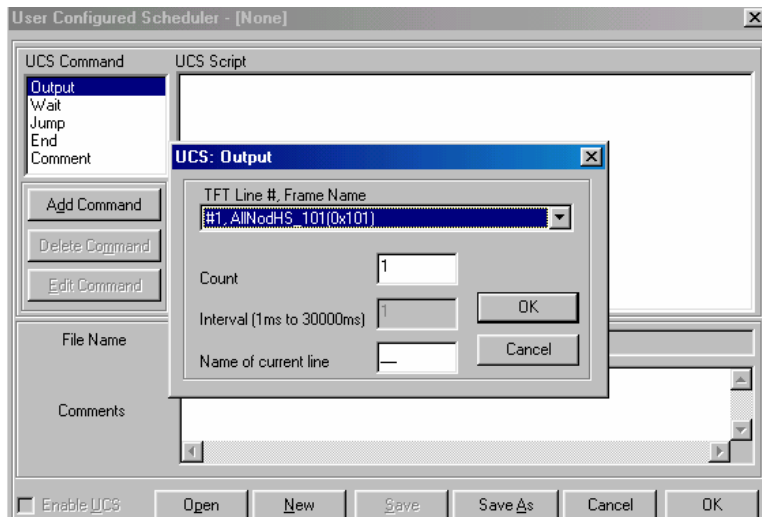 User Configured Scheduler - [None]
UCS Command
UCS Script
Output
Wait
Jump
End
Comment
Add Command
Delete Command
Edit Command
UCS: Output
TFT Line #, Frame Name
#1, AllNodHS_101(0x101)
Count
1
Interval (1ms to 30000ms)
1
Name of current line
__
OK
Cancel
File Name
Comments
Enable UCS
Open
New
Save
Save As
Cancel
OK